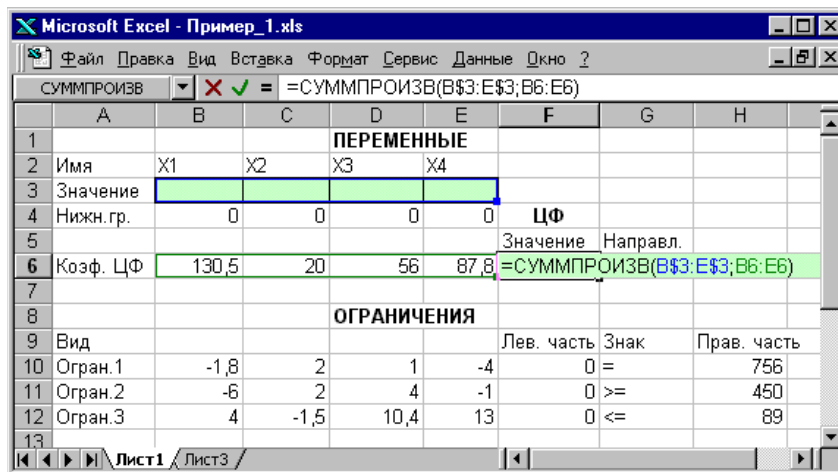 Microsoft Excel - Пример_1.xls
Файл Правка Вид Вставка Формат Сервис Данные Окно ?
СУММПРОИЗВ = =СУММПРОИЗВ(B$3:E$3;B6:E6)
A B C D E F G H
1 ПЕРЕМЕННЫЕ
2 Имя X1 X2 X3 X4
3 Значение
4 Нижн.гр. 0 0 0 0 ЦФ
5 Значение Направл.
6 Коэф. ЦФ 130,5 20 56 87,8 =СУММПРОИЗВ(B$3:E$3;B6:E6)
7
8 ОГРАНИЧЕНИЯ
9 Вид Лев. часть Знак Прав. часть
10 Огран.1 -1,8 2 1 -4 0 = 756
11 Огран.2 -6 2 4 -1 0 >= 450
12 Огран.3 4 -1,5 10,4 13 0 <= 89
13
Лист1 Лист3